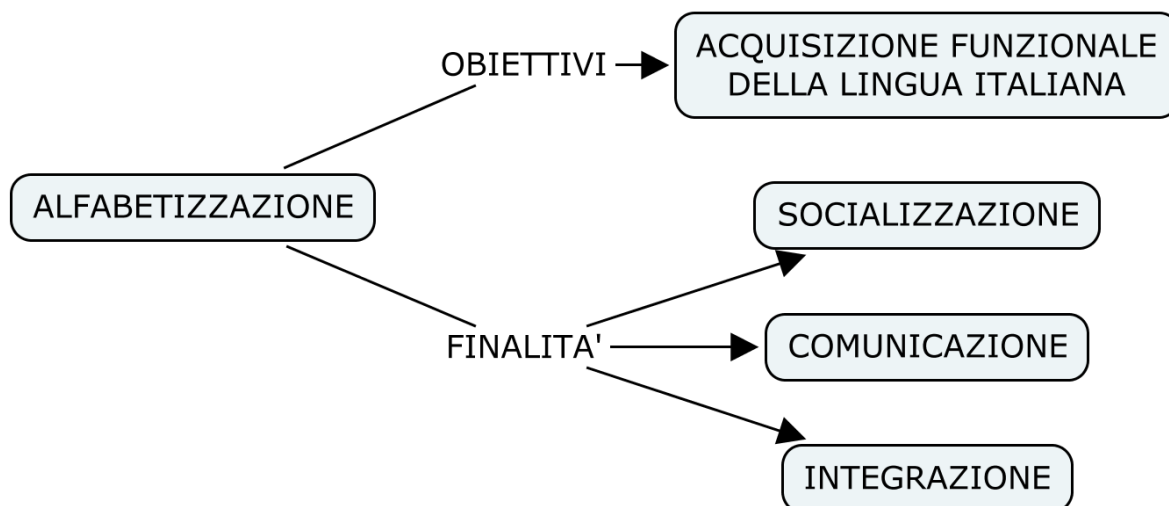 OBIETTIVI
ACQUISIZIONE FUNZIONALE
DELLA LINGUA ITALIANA
ALFABETIZZAZIONE
SOCIALIZZAZIONE
FINALITA'
COMUNICAZIONE
INTEGRAZIONE